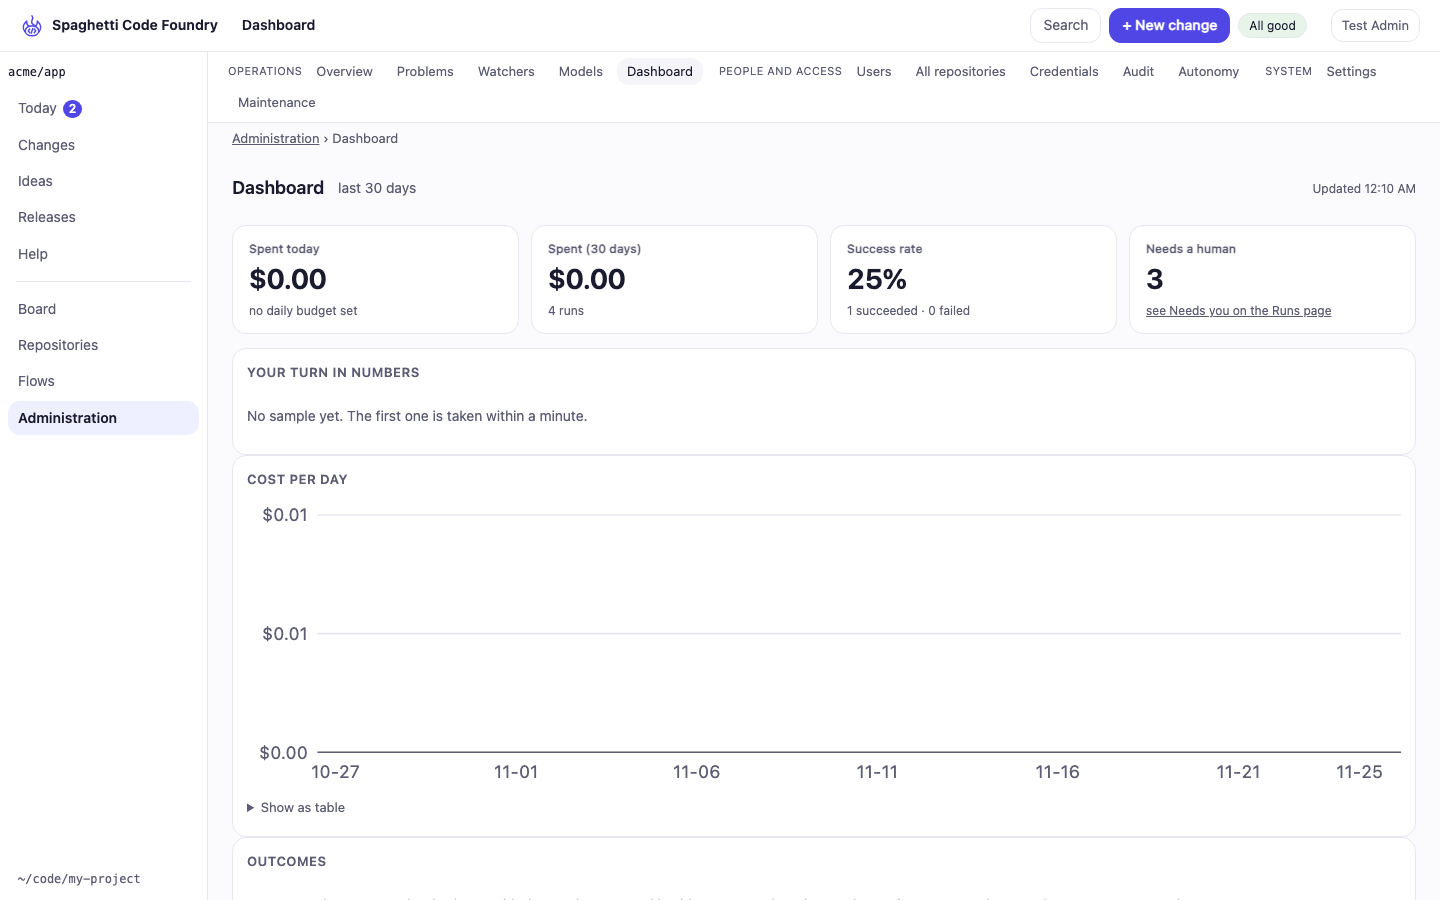 Spaghetti Code Foundry
Dashboard
Search
+ New change
All good
Test Admin
acme/app
Today 2
Changes
Ideas
Releases
Help
Board
Repositories
Flows
Administration
~/code/my-project
OPERATIONS Overview Problems Watchers Models Dashboard PEOPLE AND ACCESS Users All repositories Credentials Audit Autonomy SYSTEM Settings
Maintenance
Administration › Dashboard
Dashboard last 30 days
Updated 12:10 AM
Spent today
$0.00
no daily budget set
Spent (30 days)
$0.00
4 runs
Success rate
25%
1 succeeded · 0 failed
Needs a human
3
see Needs you on the Runs page
YOUR TURN IN NUMBERS
No sample yet. The first one is taken within a minute.
COST PER DAY
$0.01
$0.01
$0.00
10-27 11-01 11-06 11-11 11-16 11-21 11-25
▶ Show as table
OUTCOMES